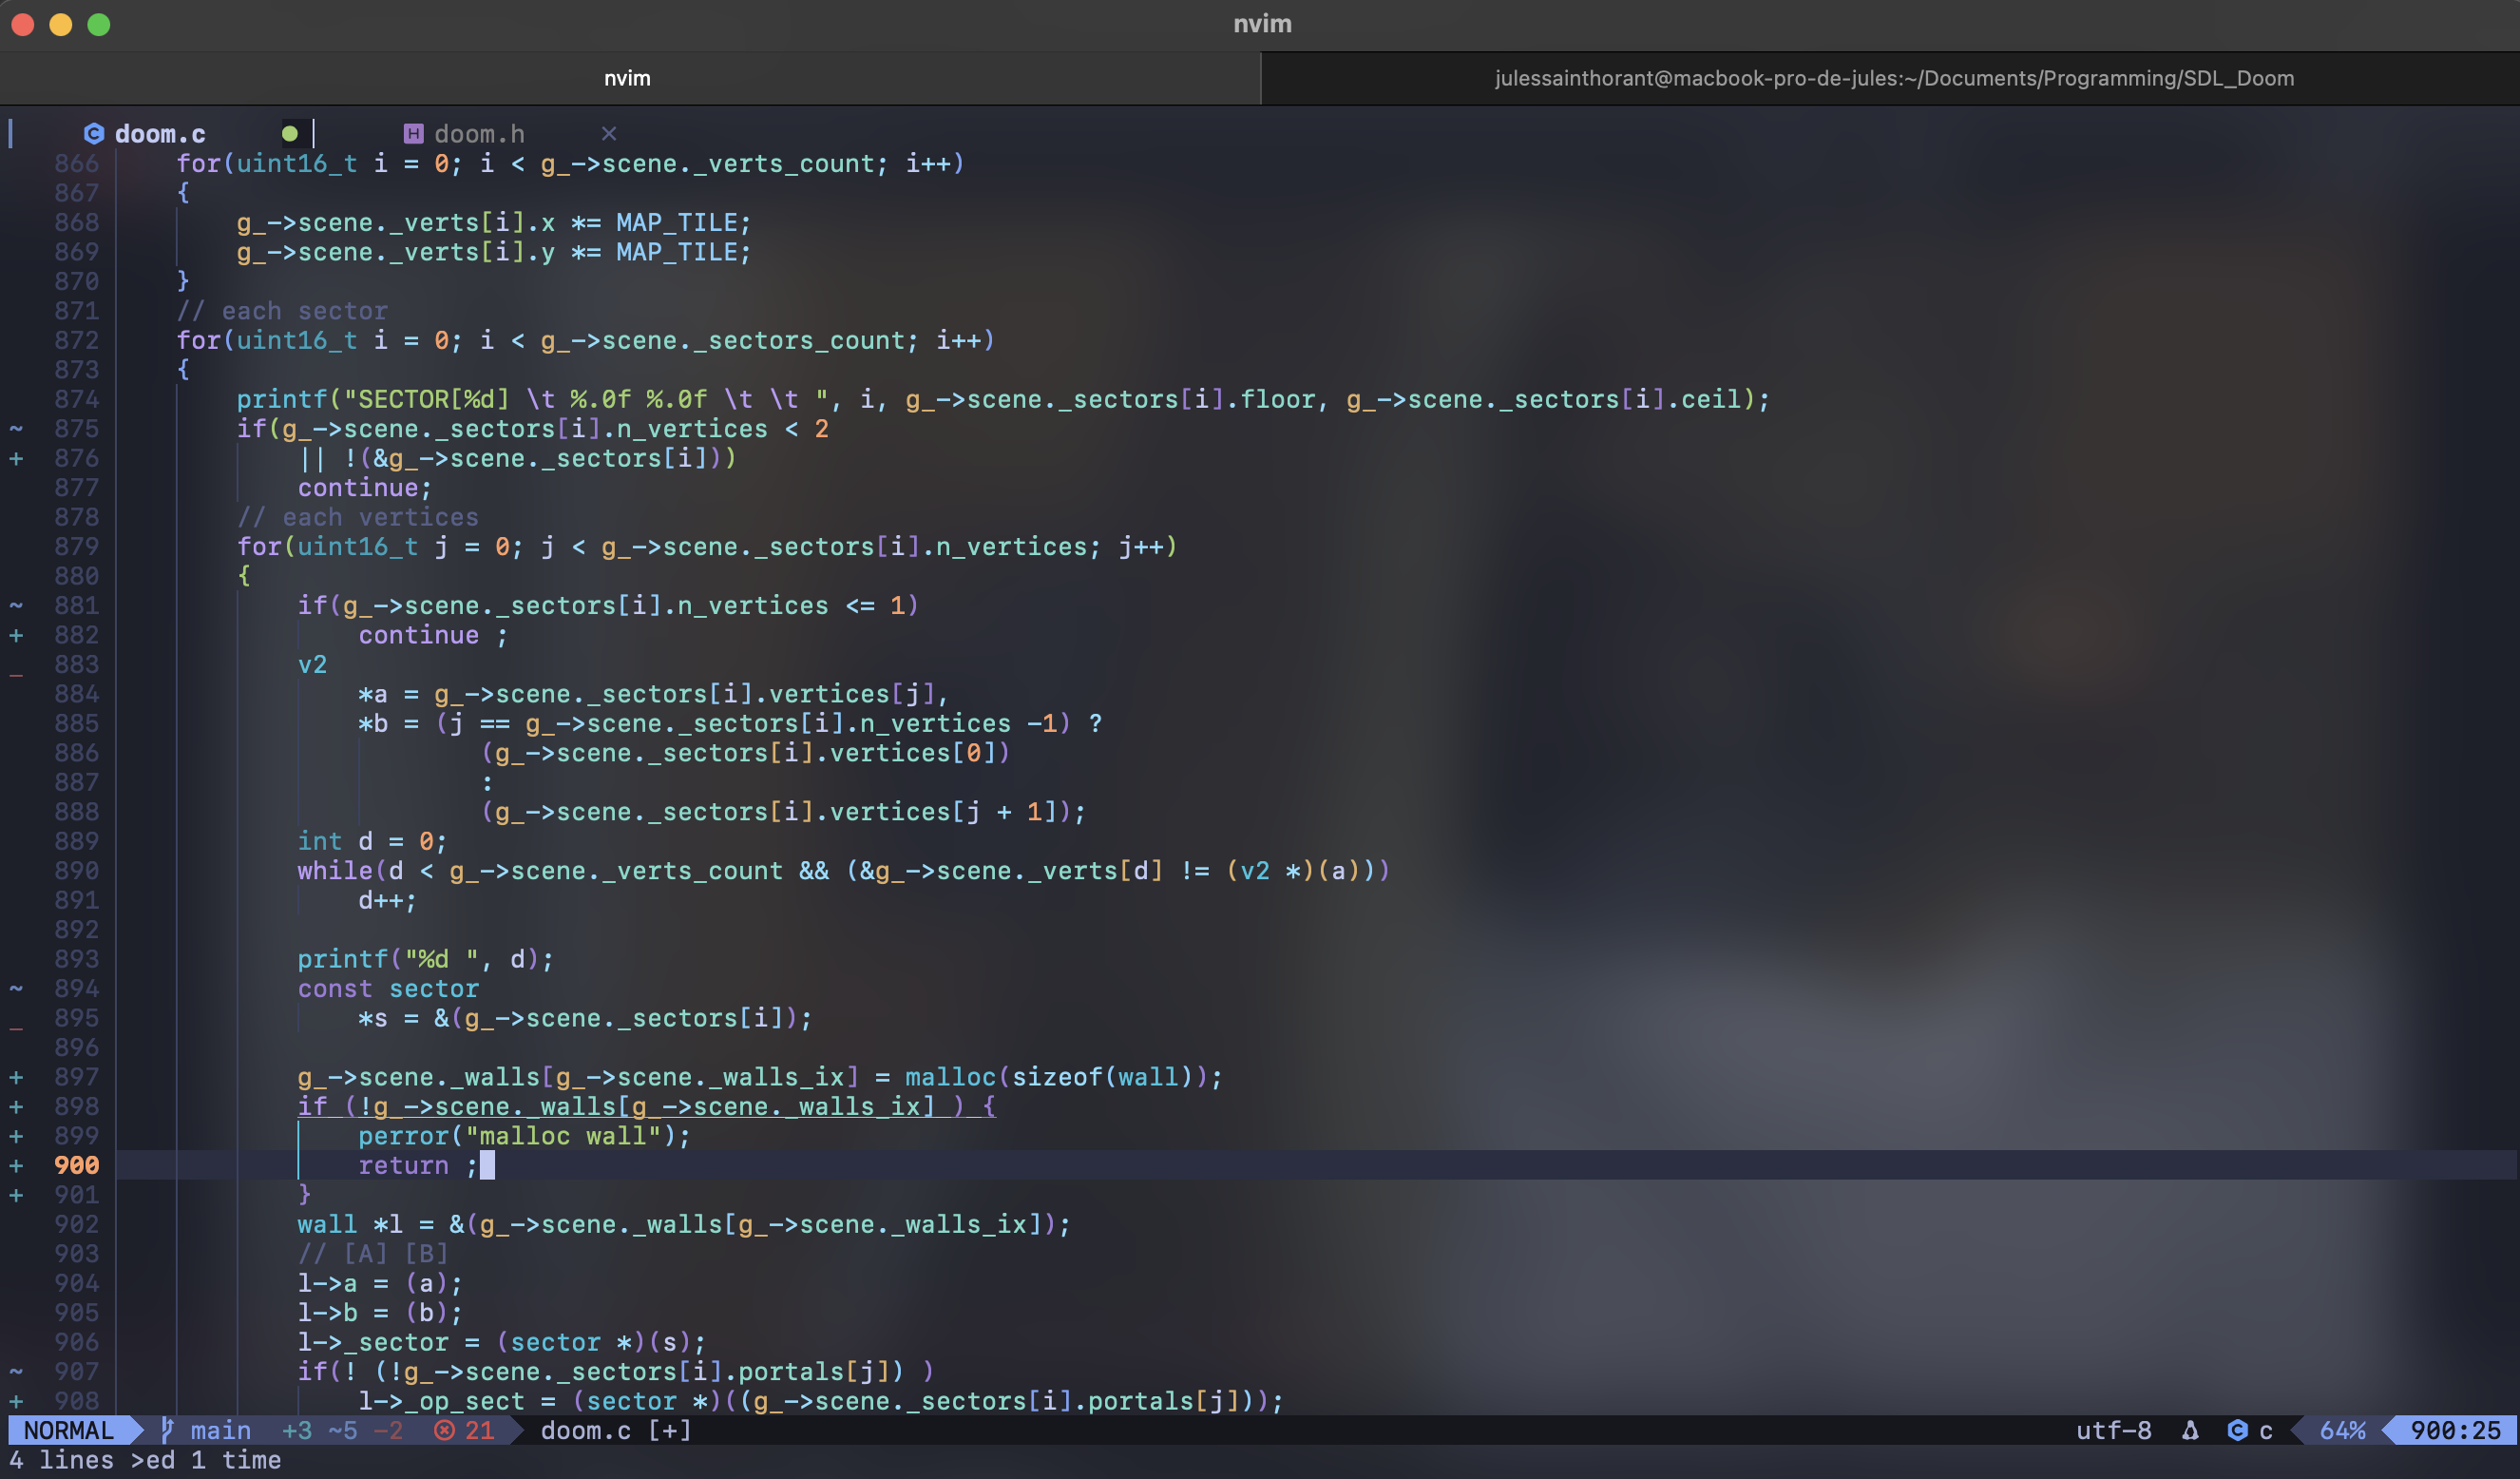 nvim
nvim
julessainthorant@macbook-pro-de-jules:~/Documents/Programming/SDL_Doom
doom.c doom.h ×
866 for(uint16_t i = 0; i < g_->scene._verts_count; i++)
867 {
868 g_->scene._verts[i].x *= MAP_TILE;
869 g_->scene._verts[i].y *= MAP_TILE;
870 }
871 // each sector
872 for(uint16_t i = 0; i < g_->scene._sectors_count; i++)
873 {
874 printf("SECTOR[%d] \t %.0f %.0f \t \t ", i, g_->scene._sectors[i].floor, g_->scene._sectors[i].ceil);
~ 875 if(g_->scene._sectors[i].n_vertices < 2
+ 876 || !(&g_->scene._sectors[i]))
877 continue;
878 // each vertices
879 for(uint16_t j = 0; j < g_->scene._sectors[i].n_vertices; j++)
880 {
~ 881 if(g_->scene._sectors[i].n_vertices <= 1)
+ 882 continue ;
_ 883 v2
884 *a = g_->scene._sectors[i].vertices[j],
885 *b = (j == g_->scene._sectors[i].n_vertices -1) ?
886 (g_->scene._sectors[i].vertices[0])
887 :
888 (g_->scene._sectors[i].vertices[j + 1]);
889 int d = 0;
890 while(d < g_->scene._verts_count && (&g_->scene._verts[d] != (v2 *)(a)))
891 d++;
892
893 printf("%d ", d);
~ 894 const sector
_ 895 *s = &(g_->scene._sectors[i]);
896
+ 897 g_->scene._walls[g_->scene._walls_ix] = malloc(sizeof(wall));
+ 898 if (!g_->scene._walls[g_->scene._walls_ix] ) {
+ 899 perror("malloc wall");
+ 900 return ;
+ 901 }
902 wall *l = &(g_->scene._walls[g_->scene._walls_ix]);
903 // [A] [B]
904 l->a = (a);
905 l->b = (b);
906 l->_sector = (sector *)(s);
~ 907 if(! (!g_->scene._sectors[i].portals[j]) )
+ 908 l->_op_sect = (sector *)((g_->scene._sectors[i].portals[j]));
NORMAL main +3 ~5 -2 21 doom.c [+] utf-8 c 64% 900:25
4 lines >ed 1 time